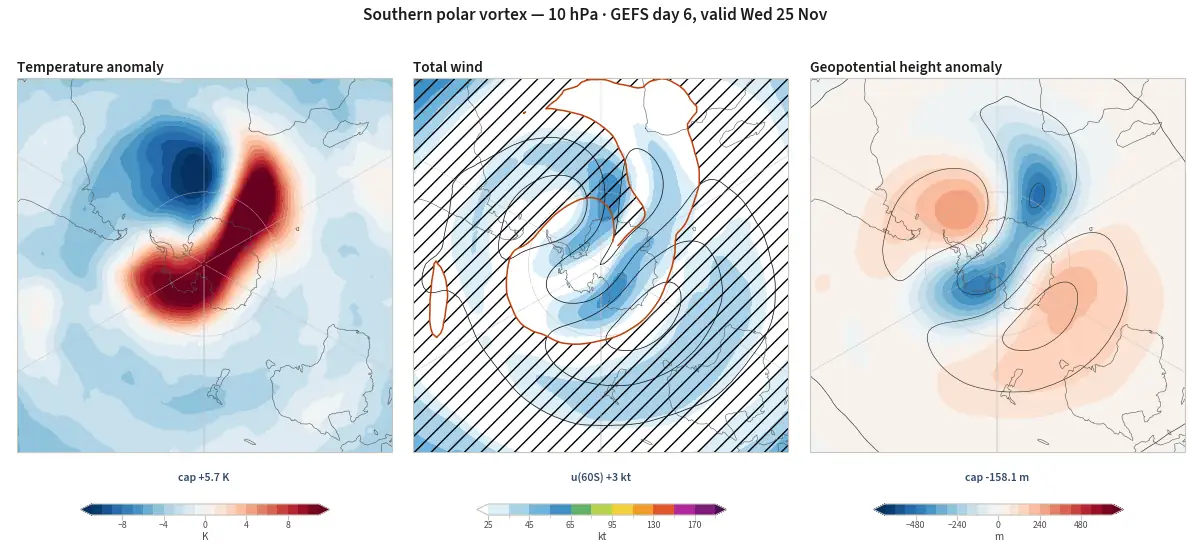 Southern polar vortex — 10 hPa · GEFS day 6, valid Wed 25 Nov
Temperature anomaly
Total wind
Geopotential height anomaly
cap +5.7 K
u(60S) +3 kt
cap -158.1 m
−8 −4 0 4 8
K
25 45 65 95 130 170
kt
−480 −240 0 240 480
m